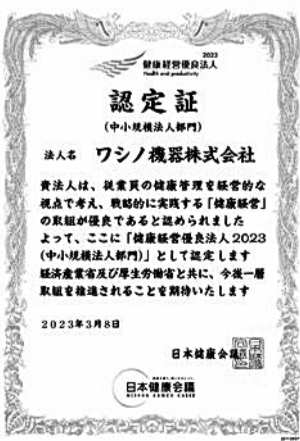 2023
健康経営優良法人
Health and productivity
認定証
(中小規模法人部門)
法人名 ワシノ機器株式会社
貴法人は、従業員の健康管理を経営的な
視点で考え、戦略的に実践する「健康経営」
の取組が優良であると認められました
よって、ここに「健康経営優良法人2023
(中小規模法人部門)」として認定します
経済産業省及び厚生労働省と共に、今後一層
取組を推進されることを期待いたします
2023年3月8日
日本健康会議
日本健康会議